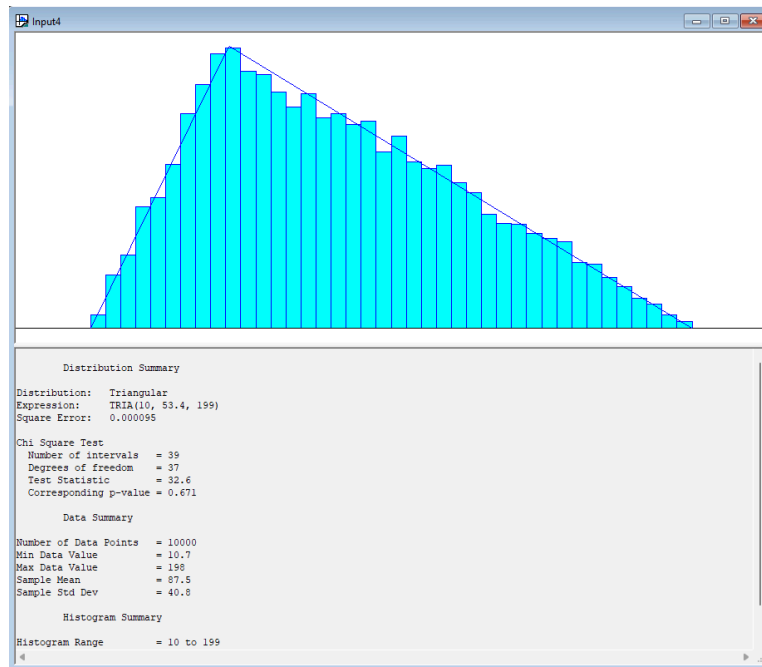 Input4
Distribution Summary
Distribution: Triangular
Expression: TRIA(10, 53.4, 199)
Square Error: 0.000095
Chi Square Test
Number of intervals = 39
Degrees of freedom = 37
Test Statistic = 32.6
Corresponding p-value = 0.671
Data Summary
Number of Data Points = 10000
Min Data Value = 10.7
Max Data Value = 198
Sample Mean = 87.5
Sample Std Dev = 40.8
Histogram Summary
Histogram Range = 10 to 199